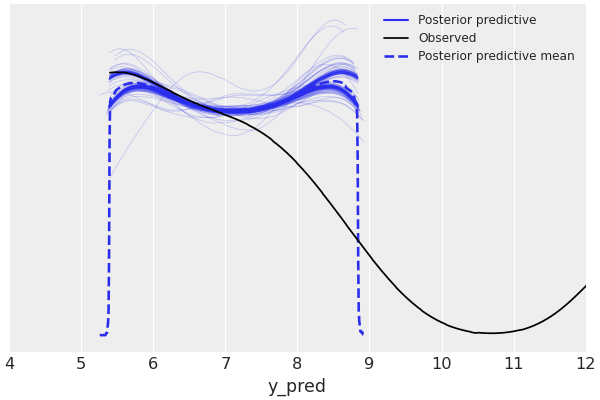 Posterior predictive
Observed
Posterior predictive mean
4 5 6 7 8 9 10 11 12
y_pred